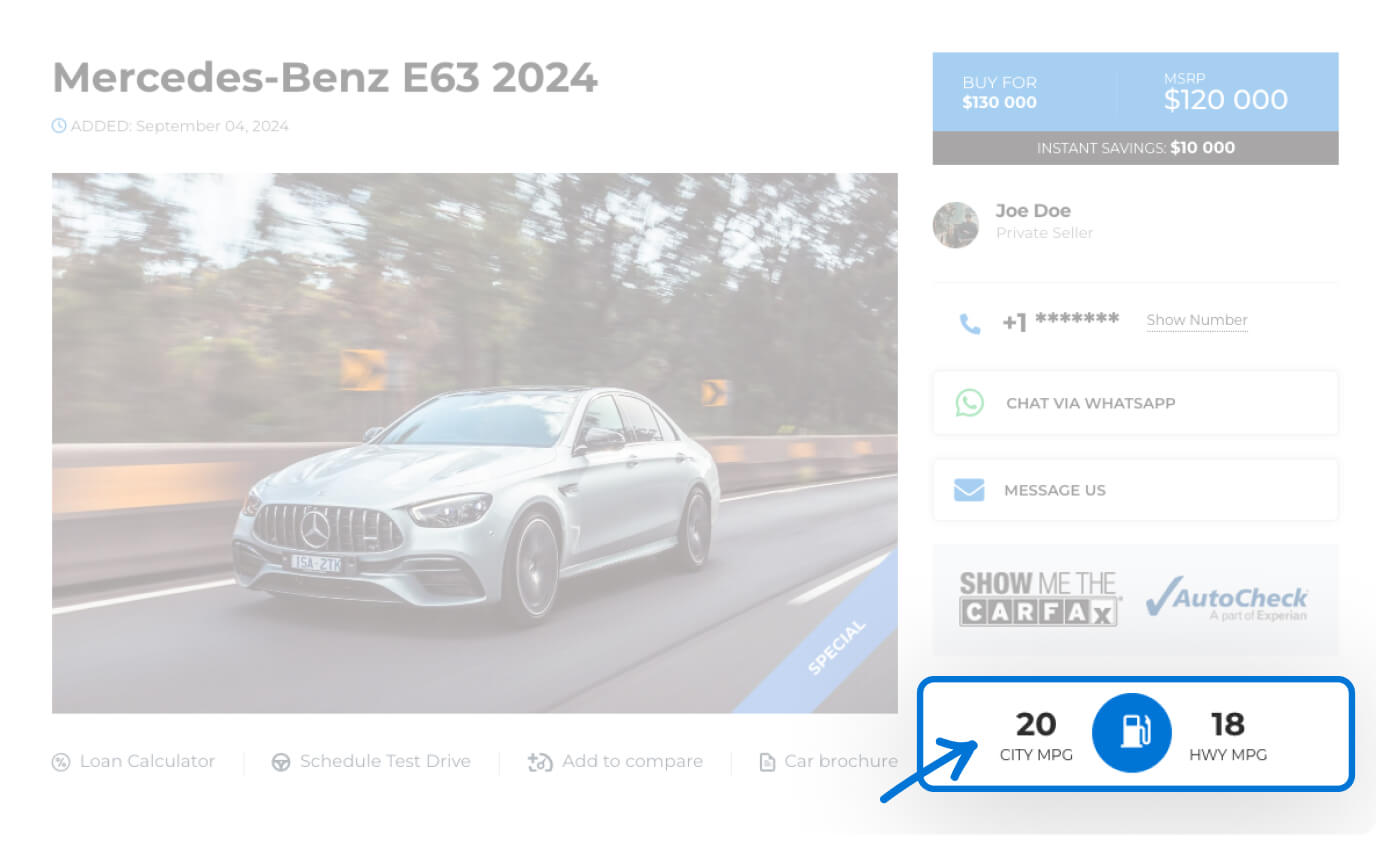 Mercedes-Benz E63 2024
ADDED: September 04, 2024
BUY FOR
$130 000
MSRP
$120 000
INSTANT SAVINGS: $10 000
Joe Doe
Private Seller
+1 *******
Show Number
CHAT VIA WHATSAPP
MESSAGE US
SHOW ME THE
CARFAX
AutoCheck
A part of Experian
SPECIAL
20
CITY MPG
18
HWY MPG
Loan Calculator
Schedule Test Drive
Add to compare
Car brochure